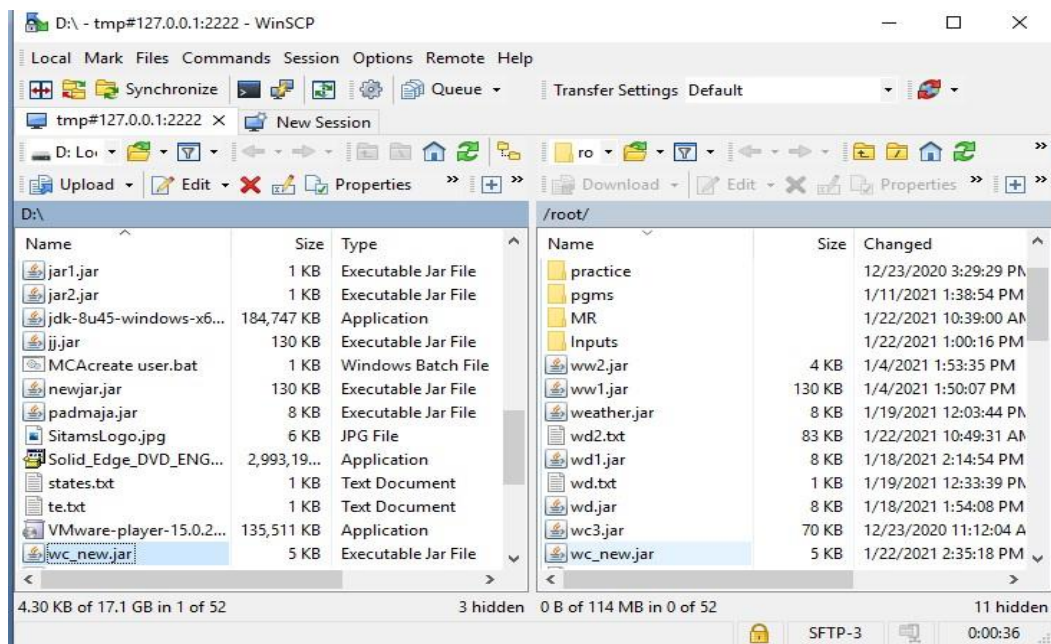 D:\ - tmp#127.0.0.1:2222 - WinSCP
Local Mark Files Commands Session Options Remote Help
Synchronize Queue Transfer Settings Default
tmp#127.0.0.1:2222 × New Session
D: Lo ro
Upload Edit Properties » Download Edit Properties »
D:\
Name Size Type
jar1.jar 1 KB Executable Jar File
jar2.jar 1 KB Executable Jar File
jdk-8u45-windows-x6... 184,747 KB Application
jj.jar 130 KB Executable Jar File
MCAcreate user.bat 1 KB Windows Batch File
newjar.jar 130 KB Executable Jar File
padmaja.jar 8 KB Executable Jar File
SitamsLogo.jpg 6 KB JPG File
Solid_Edge_DVD_ENG... 2,993,19... Application
states.txt 1 KB Text Document
te.txt 1 KB Text Document
VMware-player-15.0.2... 135,511 KB Application
wc_new.jar 5 KB Executable Jar File
4.30 KB of 17.1 GB in 1 of 52 3 hidden
/root/
Name Size Changed
practice 12/23/2020 3:29:29 PM
pgms 1/11/2021 1:38:54 PM
MR 1/22/2021 10:39:00 AM
Inputs 1/22/2021 1:00:16 PM
ww2.jar 4 KB 1/4/2021 1:53:35 PM
ww1.jar 130 KB 1/4/2021 1:50:07 PM
weather.jar 8 KB 1/19/2021 12:03:44 PM
wd2.txt 83 KB 1/22/2021 10:49:31 AM
wd1.jar 8 KB 1/18/2021 2:14:54 PM
wd.txt 1 KB 1/19/2021 12:33:39 PM
wd.jar 8 KB 1/18/2021 1:54:08 PM
wc3.jar 70 KB 12/23/2020 11:12:04 A
wc_new.jar 5 KB 1/22/2021 2:35:18 PM
0 B of 114 MB in 0 of 52 11 hidden
SFTP-3 0:00:36